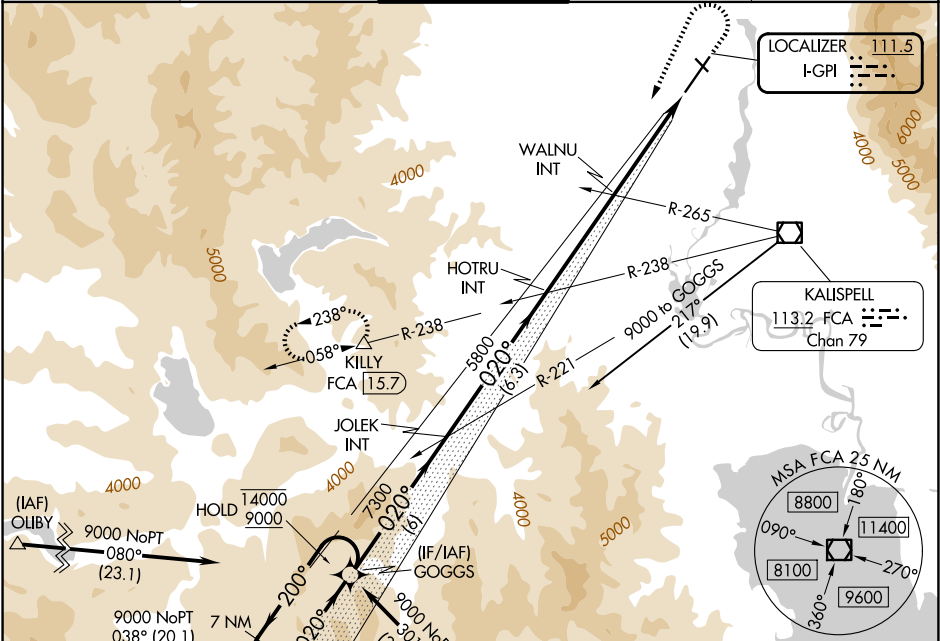 LOCALIZER 111.5
I-GPI
6000
4000
5000
WALNU
INT
4000
R-265
5000
HOTRU
INT
R-238
9000 to GOGGS
217°
(19.9)
KALISPELL
113.2 FCA
Chan 79
238°
R-238
058°
KILLY
FCA 15.7
5800
020°
(6.3)
R-221
JOLEK
INT
4000
4000
(IAF)
OLIBY
9000 NoPT
080°
(23.1)
HOLD 14000
9000
7300
020°
4000
5000
(IF/IAF)
GOGGS
MSA FCA 25 NM
8800
180°
090°
11400
8100
270°
360°
9600
200°
020°
7 NM
9000 NoPT
038° (20.1)
9000 NoP